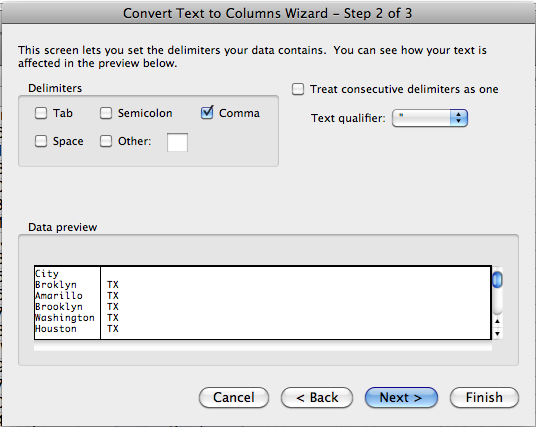 Convert Text to Columns Wizard – Step 2 of 3
This screen lets you set the delimiters your data contains. You can see how your text is
affected in the preview below.
Delimiters
Treat consecutive delimiters as one
Tab Semicolon Comma
Text qualifier: "
Space Other:
Data preview
City
Broklyn TX
Amarillo TX
Brooklyn TX
Washington TX
Houston TX
Cancel < Back Next > Finish